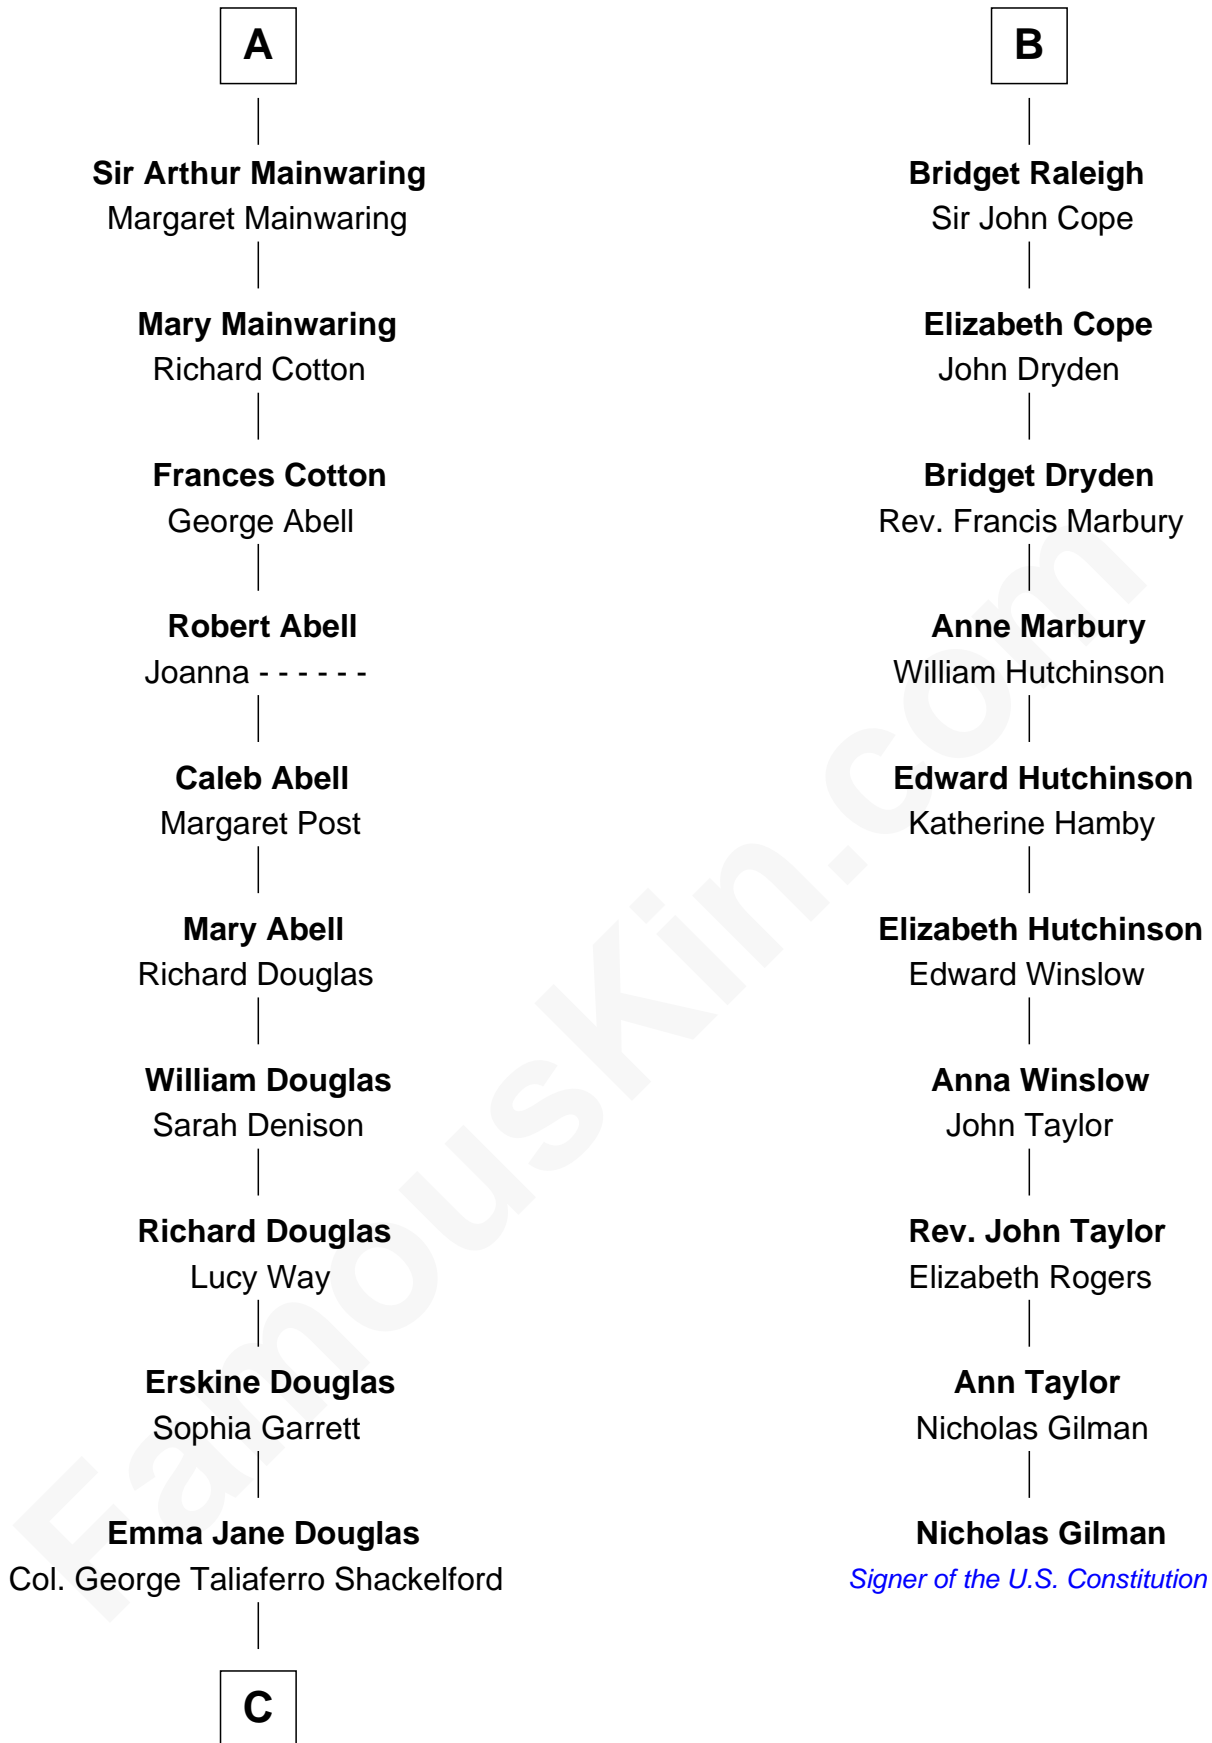 A
Sir Arthur Mainwaring
Margaret Mainwaring
Mary Mainwaring
Richard Cotton
Frances Cotton
George Abell
Robert Abell
Joanna - - - - - -
Caleb Abell
Margaret Post
Mary Abell
Richard Douglas
William Douglas
Sarah Denison
Richard Douglas
Lucy Way
Erskine Douglas
Sophia Garrett
Emma Jane Douglas
Col. George Taliaferro Shackelford
C
B
Bridget Raleigh
Sir John Cope
Elizabeth Cope
John Dryden
Bridget Dryden
Rev. Francis Marbury
Anne Marbury
William Hutchinson
Edward Hutchinson
Katherine Hamby
Elizabeth Hutchinson
Edward Winslow
Anna Winslow
John Taylor
Rev. John Taylor
Elizabeth Rogers
Ann Taylor
Nicholas Gilman
Nicholas Gilman
Signer of the U.S. Constitution
FamousKin.com